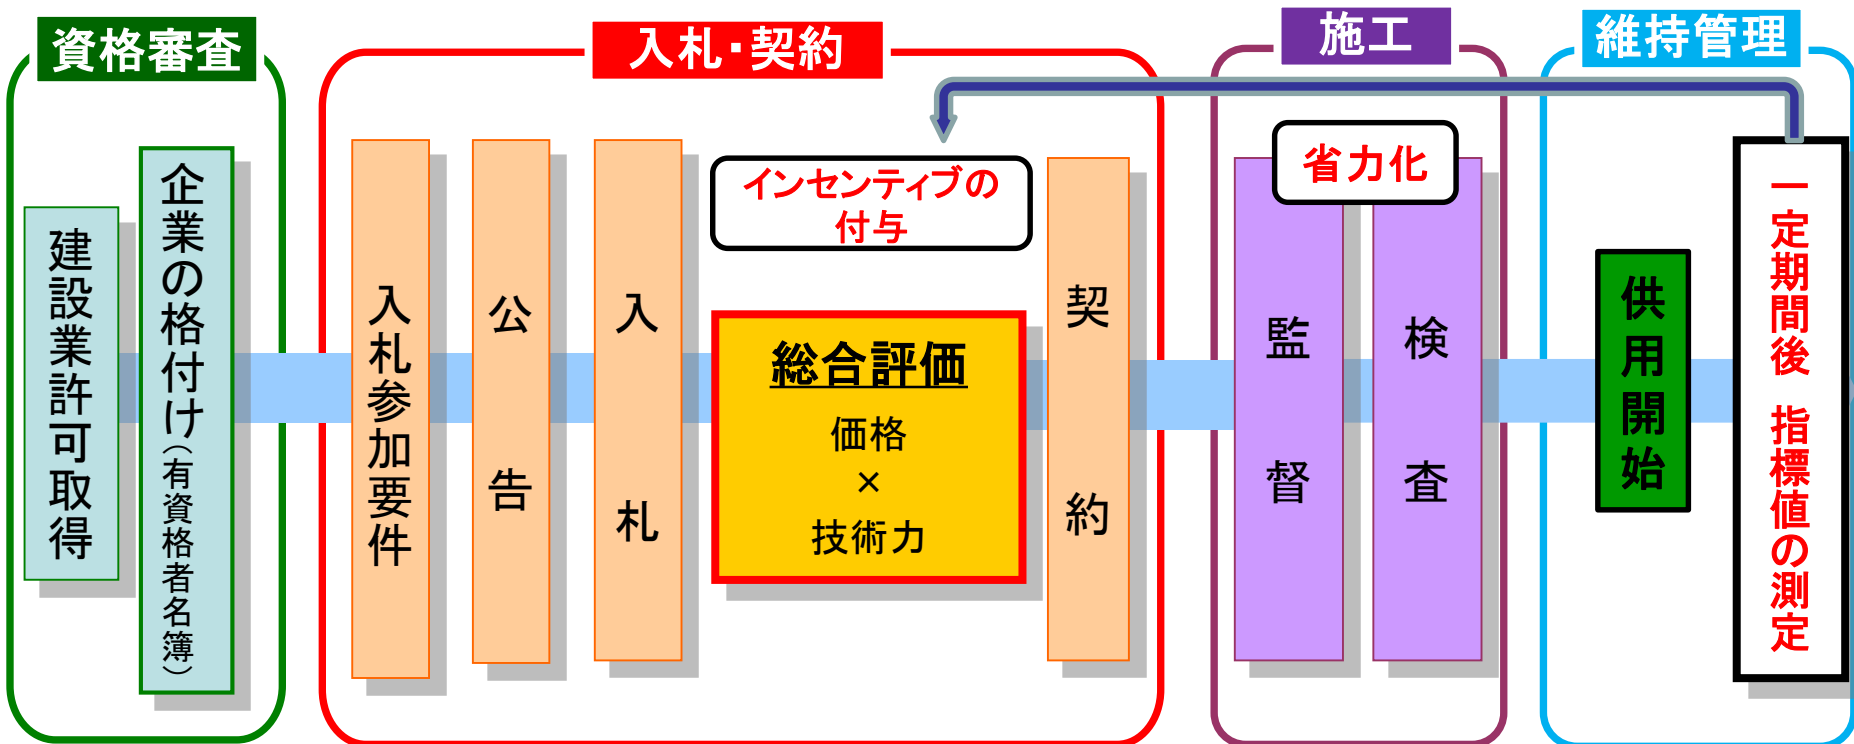 資格審査
建設業許可取得
企業の格付け（有資格者名簿）
入札・契約
入札参加要件
公告
入札
インセンティブの
付与
総合評価
価格
×
技術力
契約
施工
省力化
監督
検査
維持管理
供用開始
一定期間後 指標値の測定